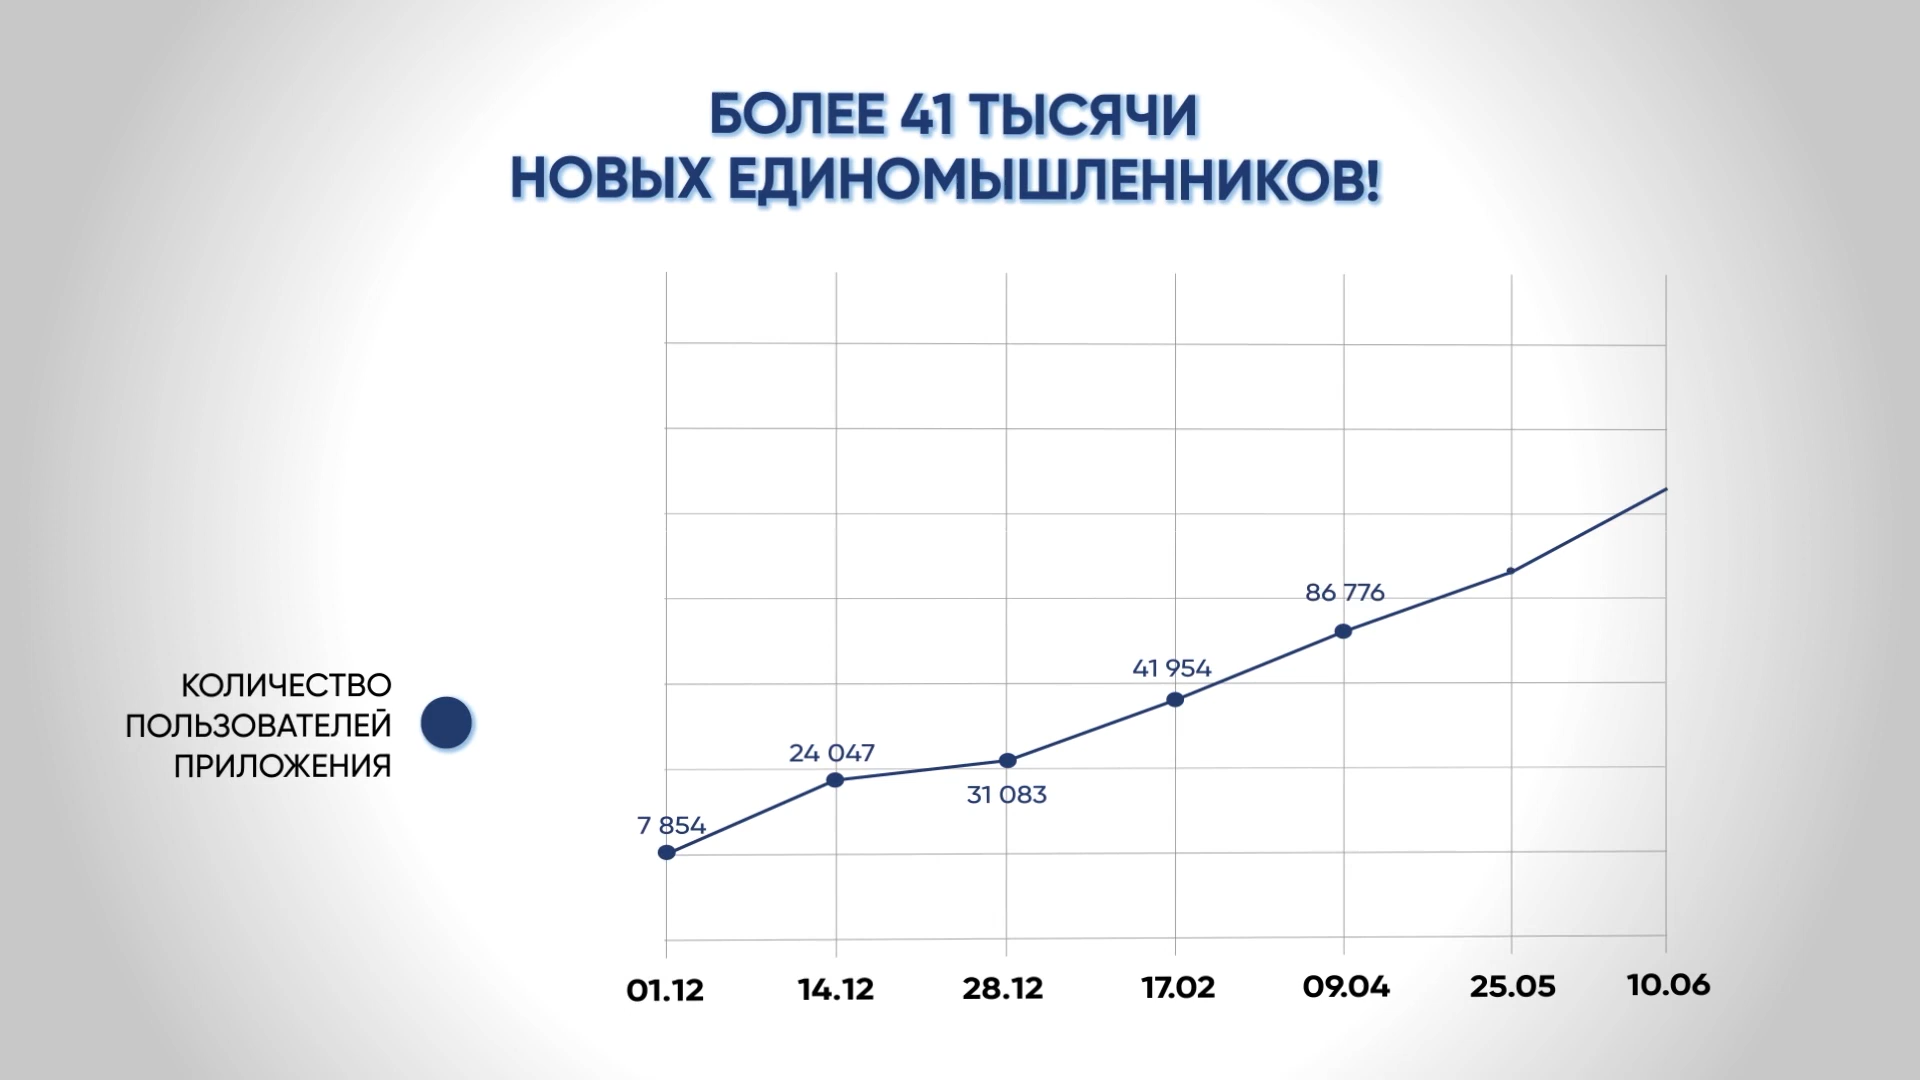 БОЛЕЕ 41 ТЫСЯЧИ
НОВЫХ ЕДИНОМЫШЛЕННИКОВ!
86 776
41 954
24 047
31 083
7 854
КОЛИЧЕСТВО
ПОЛЬЗОВАТЕЛЕЙ
ПРИЛОЖЕНИЯ
01.12 14.12 28.12 17.02 09.04 25.05 10.06